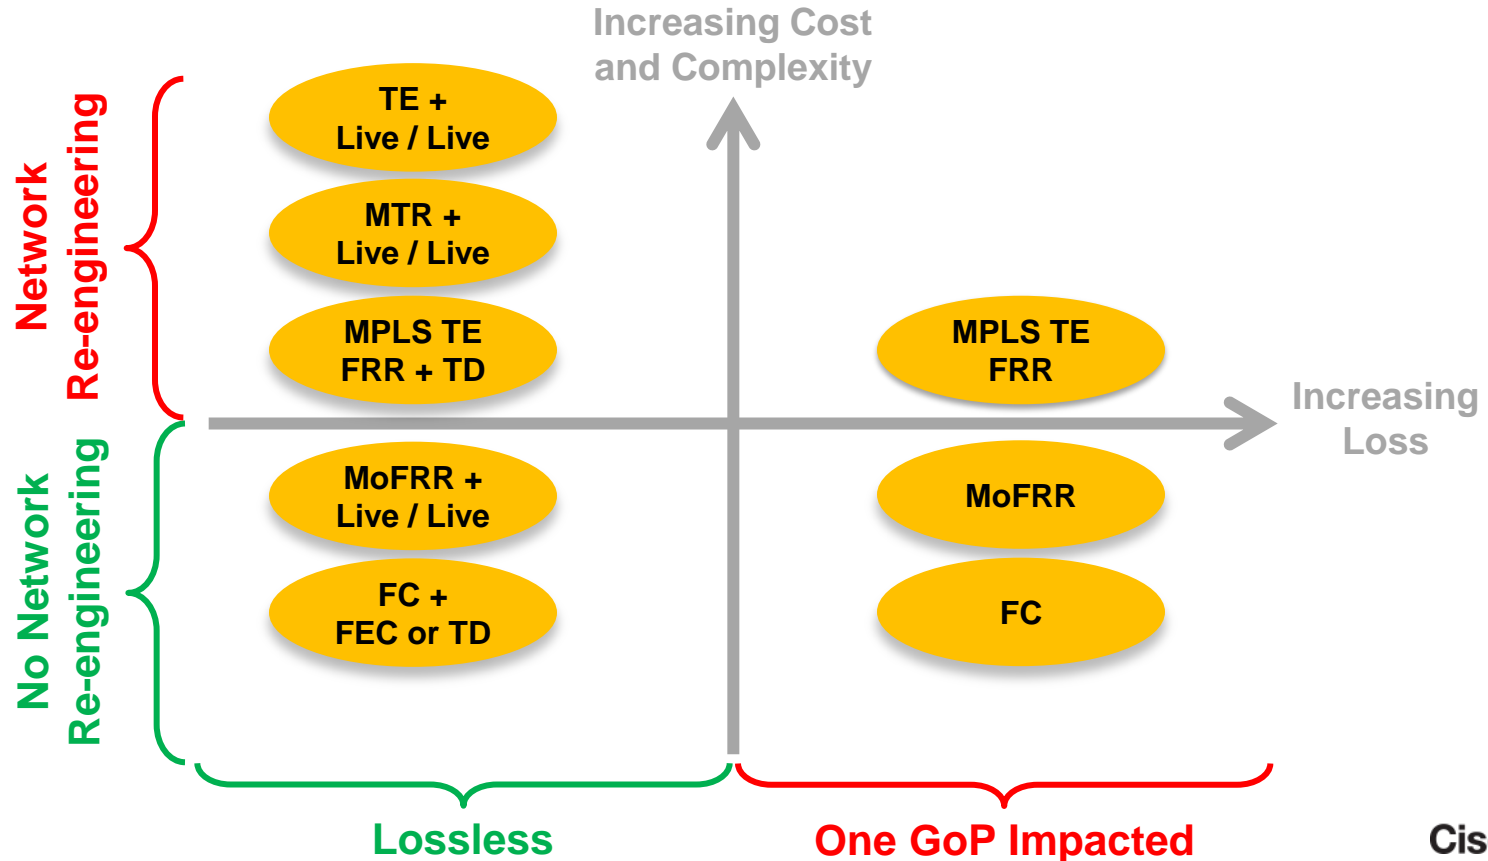 Increasing Cost
and Complexity
Network
Re-engineering
TE +
Live / Live
MTR +
Live / Live
MPLS TE
FRR + TD
MPLS TE
FRR
Increasing
Loss
No Network
Re-engineering
MoFRR +
Live / Live
MoFRR
FC +
FEC or TD
FC
Lossless
One GoP Impacted
Cis